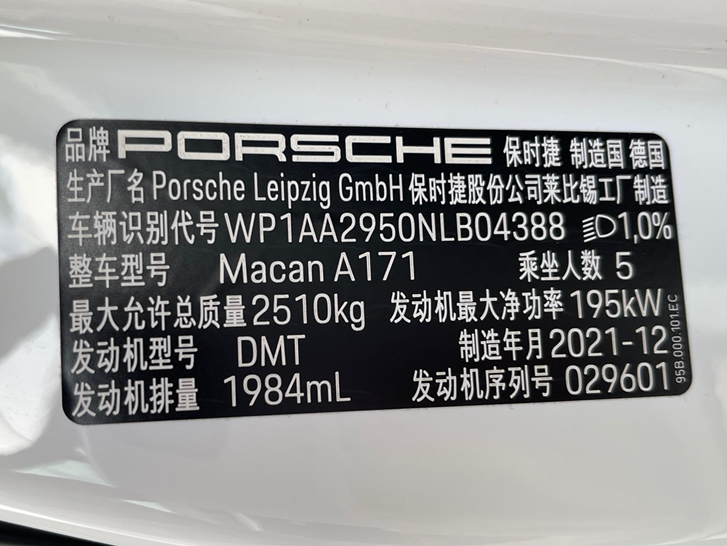 品牌 PORSCHE 保时捷 制造国 德国
生产厂名 Porsche Leipzig GmbH 保时捷股份公司莱比锡工厂制造
车辆识别代号 WP1AA2950NLB04388 1,0%
整车型号 Macan A171 乘坐人数 5
最大允许总质量 2510kg 发动机最大净功率 195kW
发动机型号 DMT 制造年月 2021-12
发动机排量 1984mL 发动机序列号 029601
95B.000.101.EC